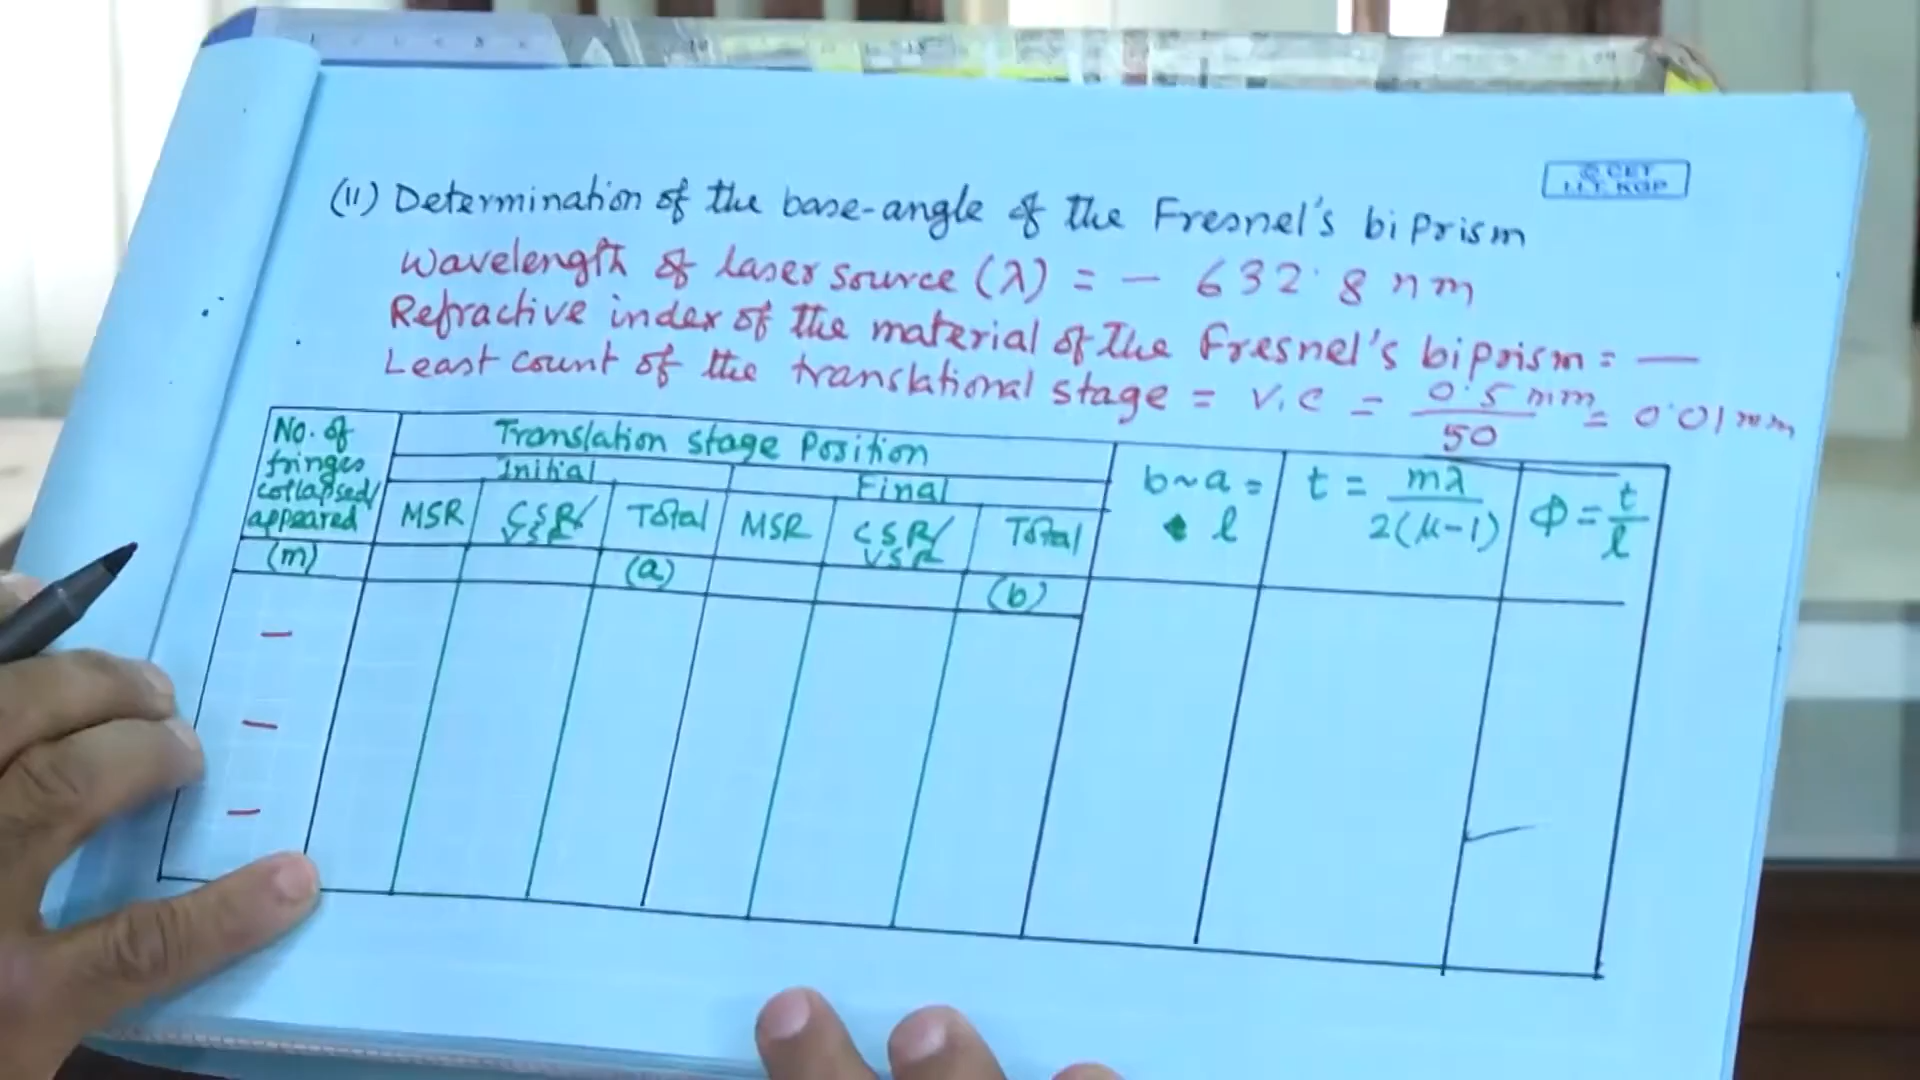 © CET
I.I.T. KGP
(11) Determination of the base-angle of the Fresnel's biprism
Wavelength of laser source (λ) = — 632.8 nm
Refractive index of the material of the Fresnel's biprism = —
Least count of the translational stage = V.C = 0.5 mm / 50 = 0.01 mm
No. of fringes collapsed/ appeared
(m)
Translation stage Position
Initial
Final
MSR
CSR/ VSR
Total
(a)
MSR
CSR/ VSR
Total
(b)
b~a = l
t = mλ / 2(μ-1)
Φ = t / l